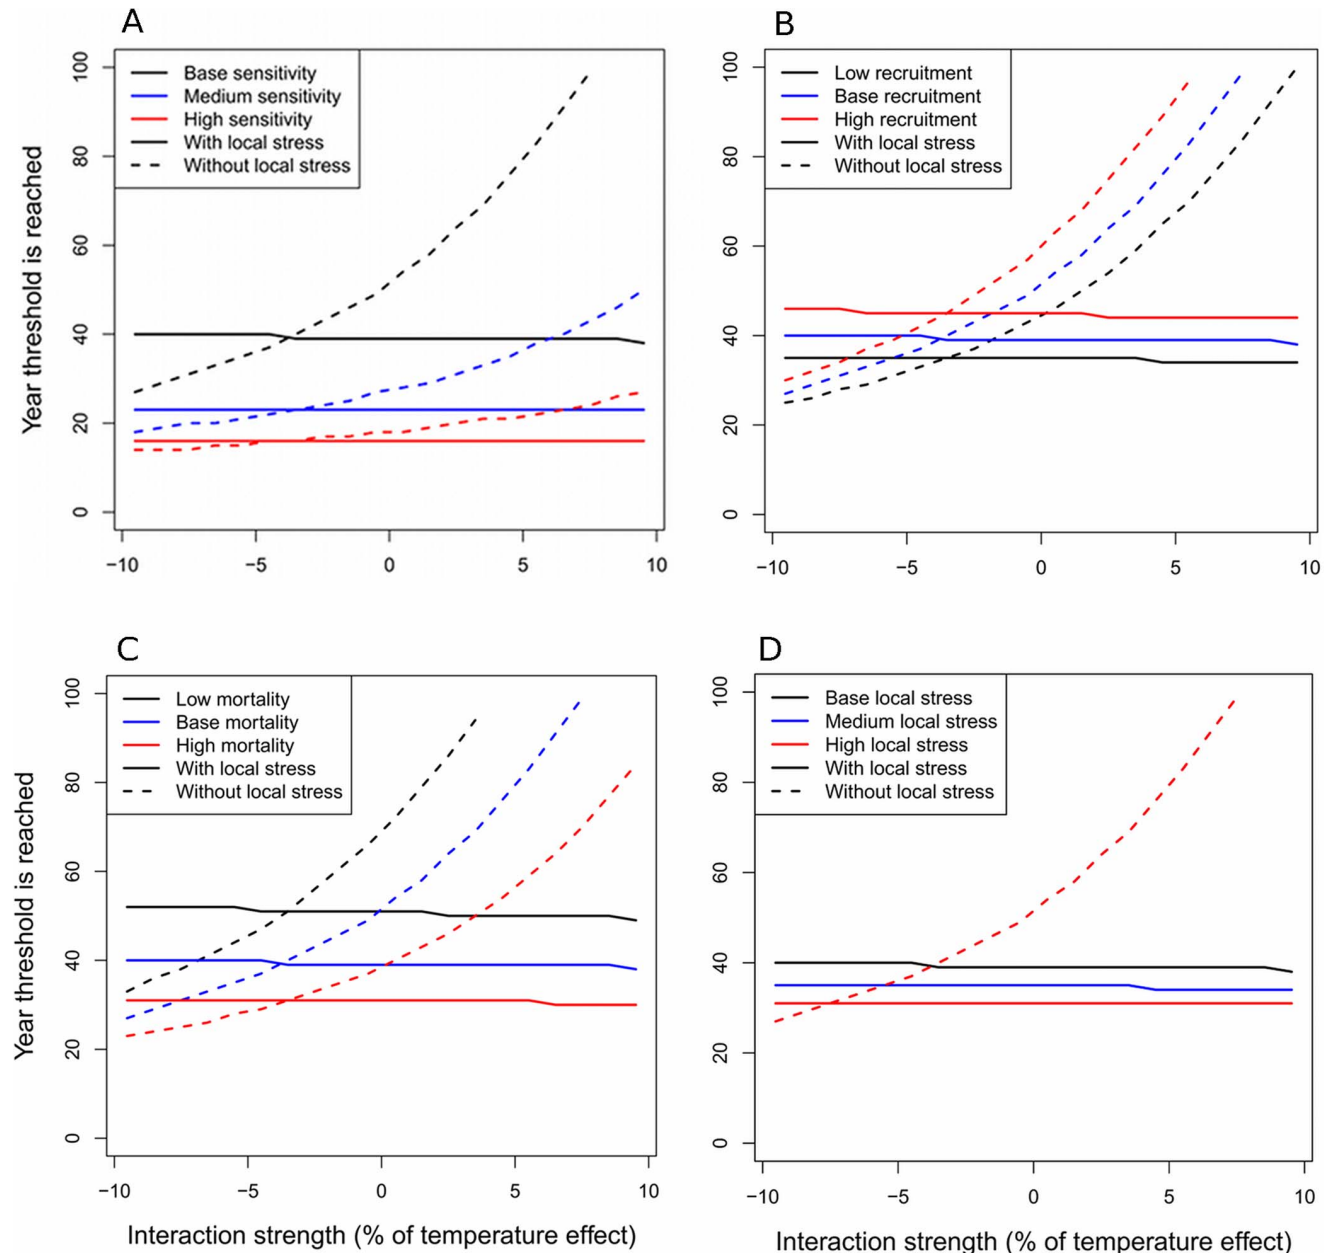 A
Year threshold is reached
100
80
60
40
20
0
Base sensitivity
Medium sensitivity
High sensitivity
With local stress
Without local stress
−10
−5
0
5
10
B
100
80
60
40
20
0
Low recruitment
Base recruitment
High recruitment
With local stress
Without local stress
−10
−5
0
5
10
C
Year threshold is reached
100
80
60
40
20
0
Low mortality
Base mortality
High mortality
With local stress
Without local stress
−10
−5
0
5
10
Interaction strength (% of temperature effect)
D
100
80
60
40
20
0
Base local stress
Medium local stress
High local stress
With local stress
Without local stress
−10
−5
0
5
10
Interaction strength (% of temperature effect)